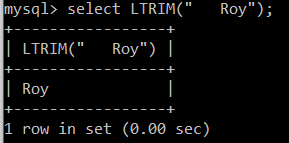 mysql> select LTRIM("   Roy");
+-----------------+
| LTRIM("   Roy") |
+-----------------+
| Roy             |
+-----------------+
1 row in set (0.00 sec)